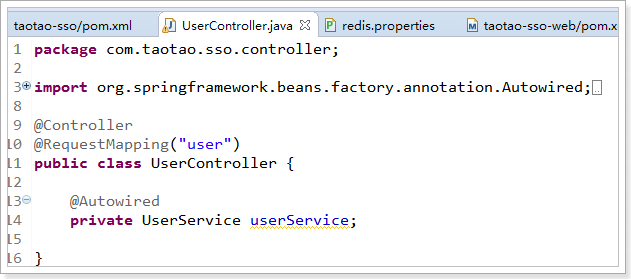 taotao-sso/pom.xml UserController.java redis.properties taotao-sso-web/pom.x
1 package com.taotao.sso.controller;
2
3 import org.springframework.beans.factory.annotation.Autowired;
8
9 @Controller
10 @RequestMapping("user")
11 public class UserController {
12
13 @Autowired
14 private UserService userService;
15
16 }